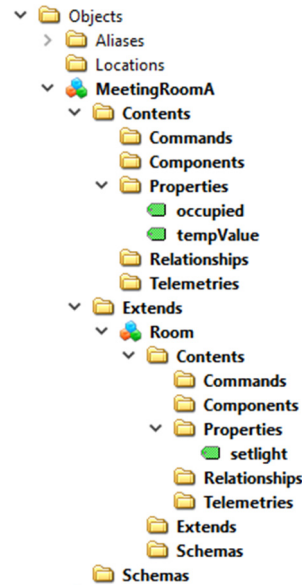 Objects
Aliases
Locations
MeetingRoomA
Contents
Commands
Components
Properties
occupied
tempValue
Relationships
Telemetries
Extends
Room
Contents
Commands
Components
Properties
setlight
Relationships
Telemetries
Extends
Schemas
Schemas